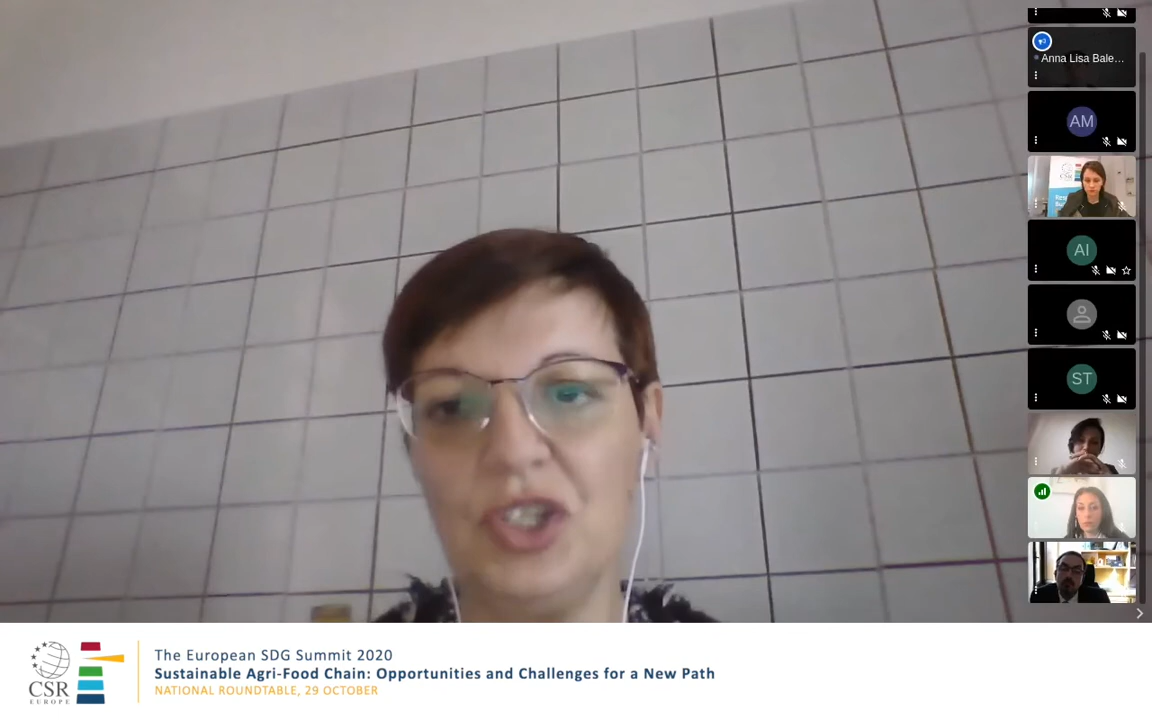 Anna Lisa Bale...
AM
CSR
AI
ST
CSR
EUROPE
The European SDG Summit 2020
Sustainable Agri-Food Chain: Opportunities and Challenges for a New Path
NATIONAL ROUNDTABLE, 29 OCTOBER